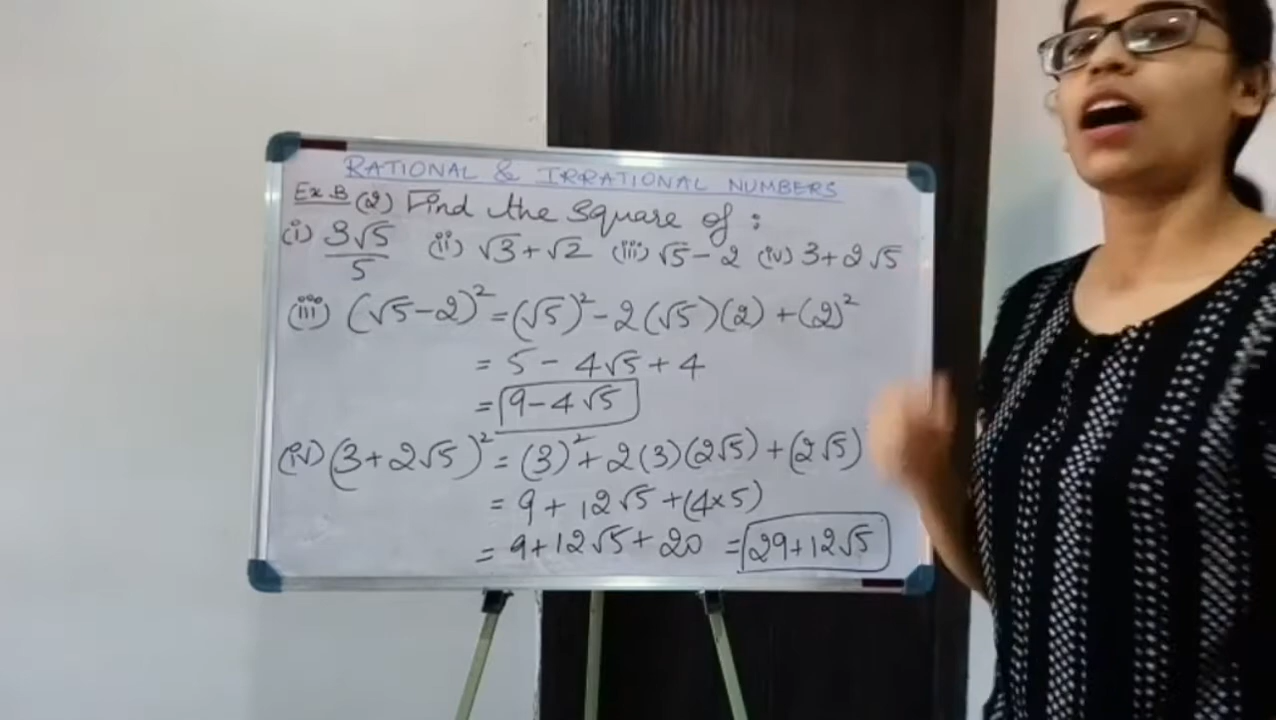 RATIONAL & IRRATIONAL NUMBERS
Ex B (2) Find the square of :
(i) 3√5/5 (ii) √3+√2 (iii) √5-2 (iv) 3+2√5
(iii) (√5-2)² = (√5)² - 2(√5)(2) + (2)²
= 5 - 4√5 + 4
= 9-4√5
(iv) (3+2√5)² = (3)² + 2(3)(2√5) + (2√5)
= 9 + 12√5 + (4×5)
= 9+12√5+20 = 29+12√5